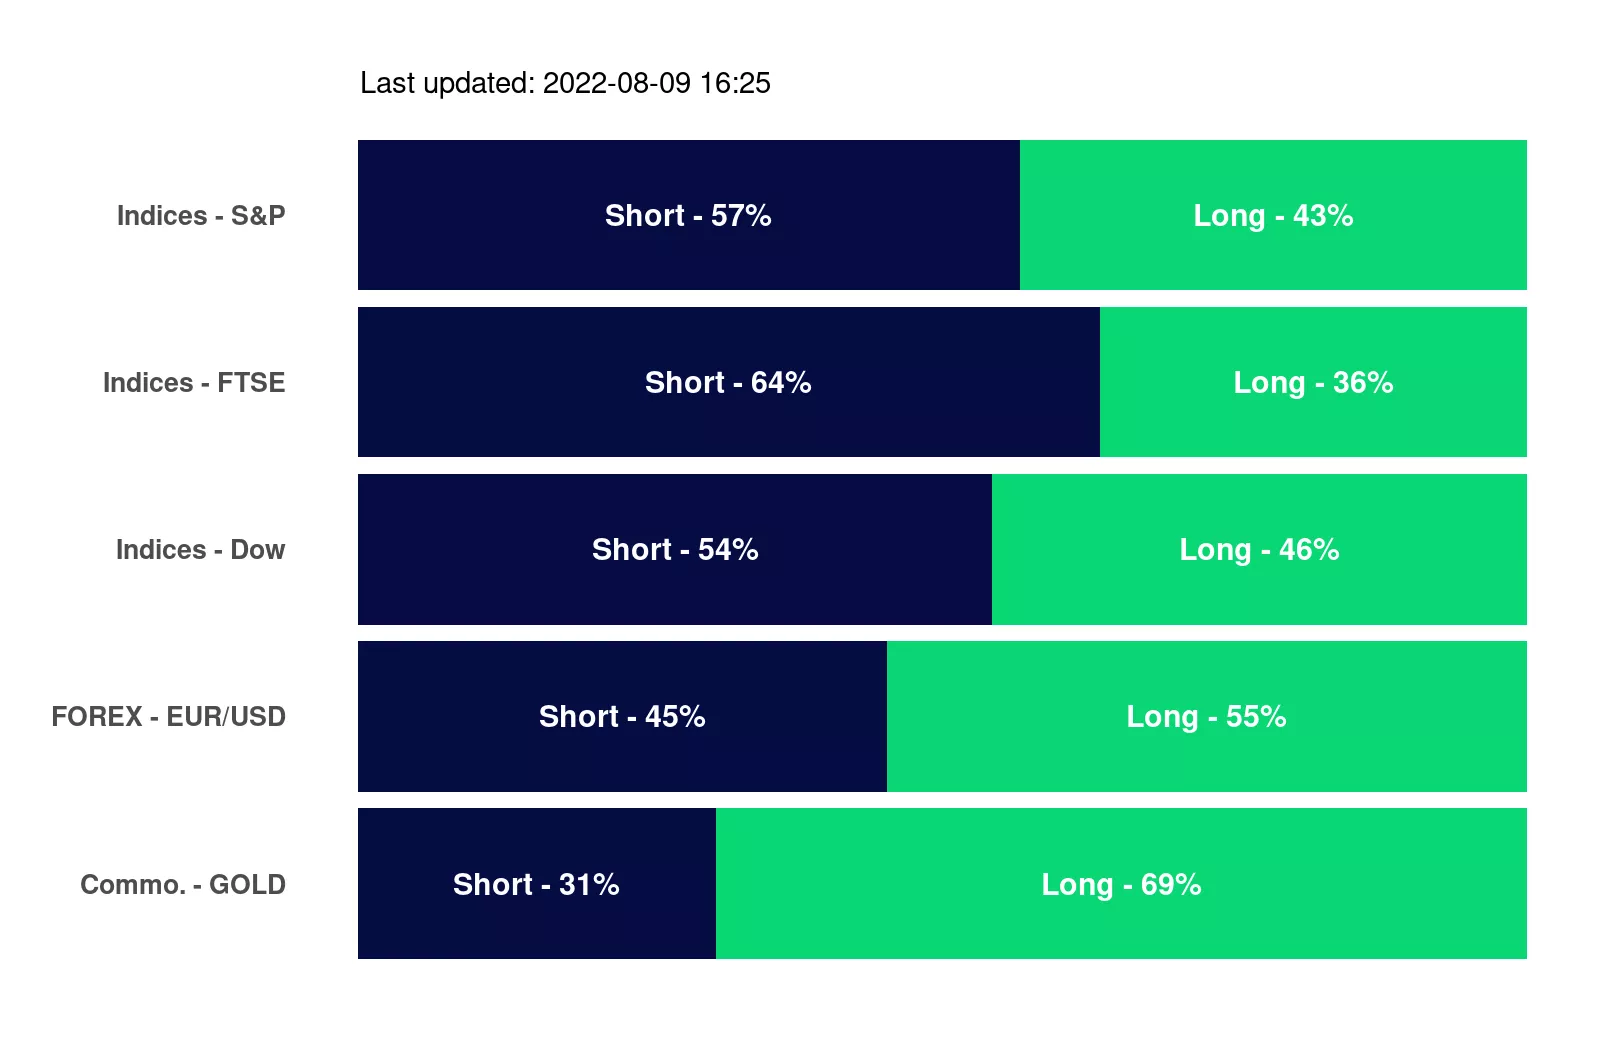 Last updated: 2022-08-09 16:25
Indices - S&P Short - 57% Long - 43%
Indices - FTSE Short - 64% Long - 36%
Indices - Dow Short - 54% Long - 46%
FOREX - EUR/USD Short - 45% Long - 55%
Commo. - GOLD Short - 31% Long - 69%